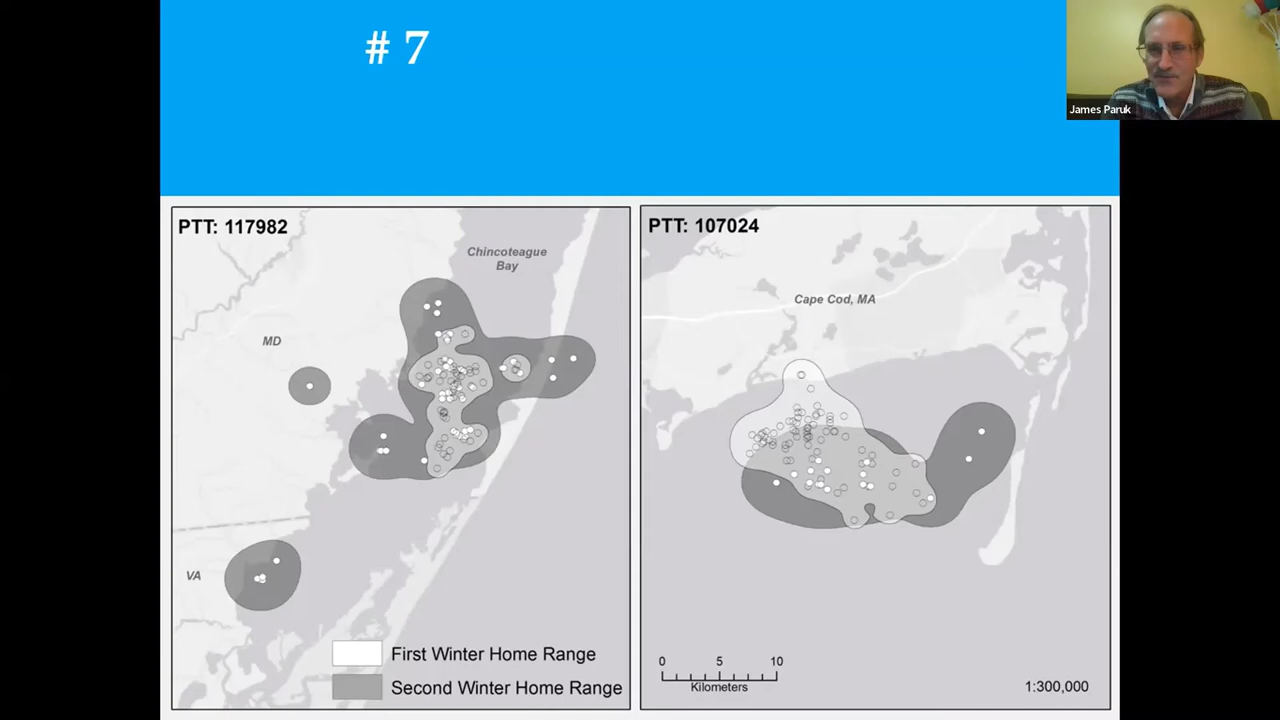 # 7
James Paruk
PTT: 117982
Chincoteague
Bay
MD
VA
First Winter Home Range
Second Winter Home Range
PTT: 107024
Cape Cod, MA
0 5 10
Kilometers
1:300,000